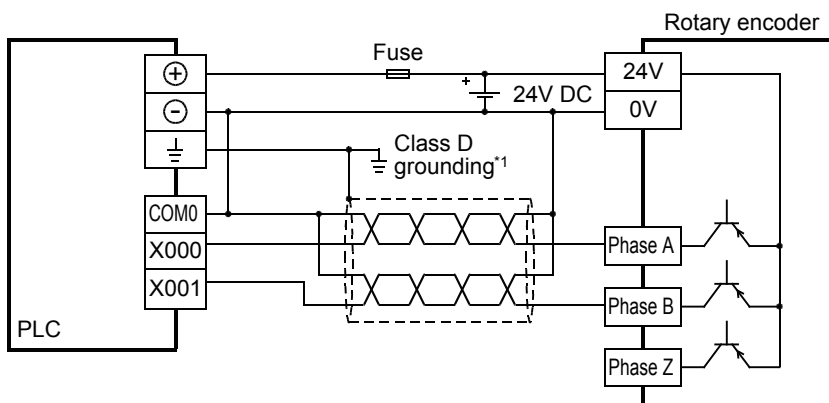 Rotary encoder
Fuse
+
24V DC
24V
0V
Class D
grounding*1
COM0
X000
X001
PLC
Phase A
Phase B
Phase Z